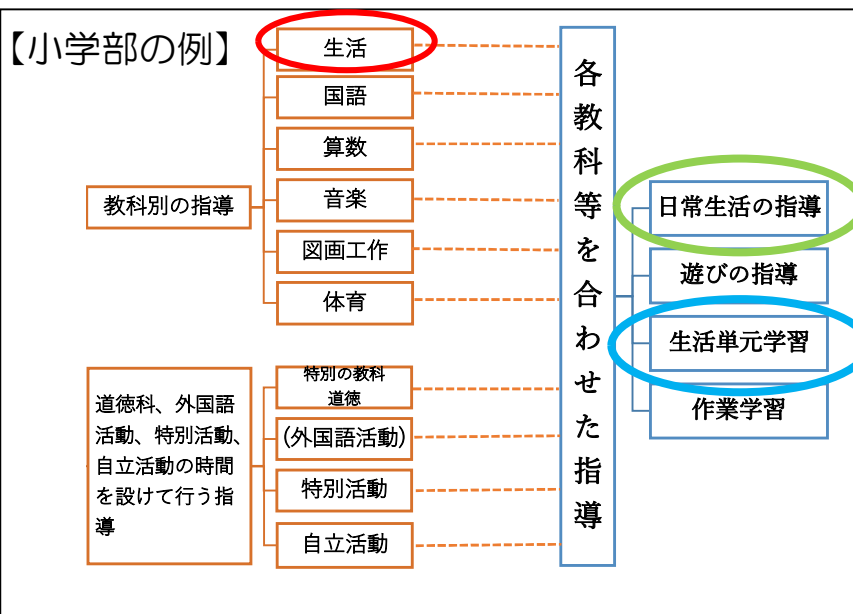 【小学部の例】
生活
国語
算数
音楽
図画工作
体育
教科別の指導
道徳科、外国語
活動、特別活動、
自立活動の時間
を設けて行う指
導
特別の教科
道徳
(外国語活動)
特別活動
自立活動
各教科等を合わせた指導
日常生活の指導
遊びの指導
生活単元学習
作業学習